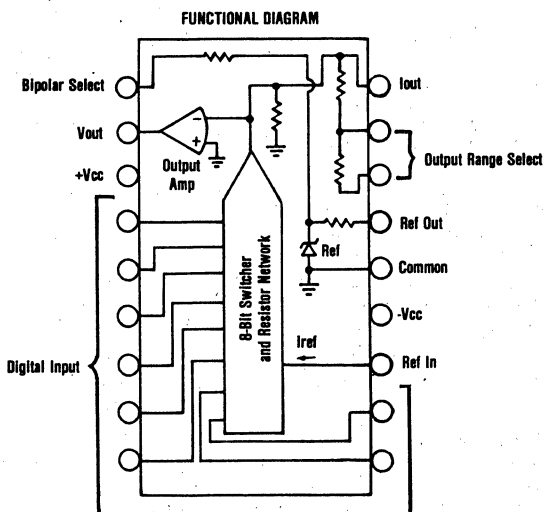 FUNCTIONAL DIAGRAM
Bipolar Select
Iout
Vout
-
+
Output
Amp
Output Range Select
+Vcc
Ref Out
Ref
Common
8-Bit Switcher
and Resistor Network
-Vcc
Iref
Digital Input
Ref In